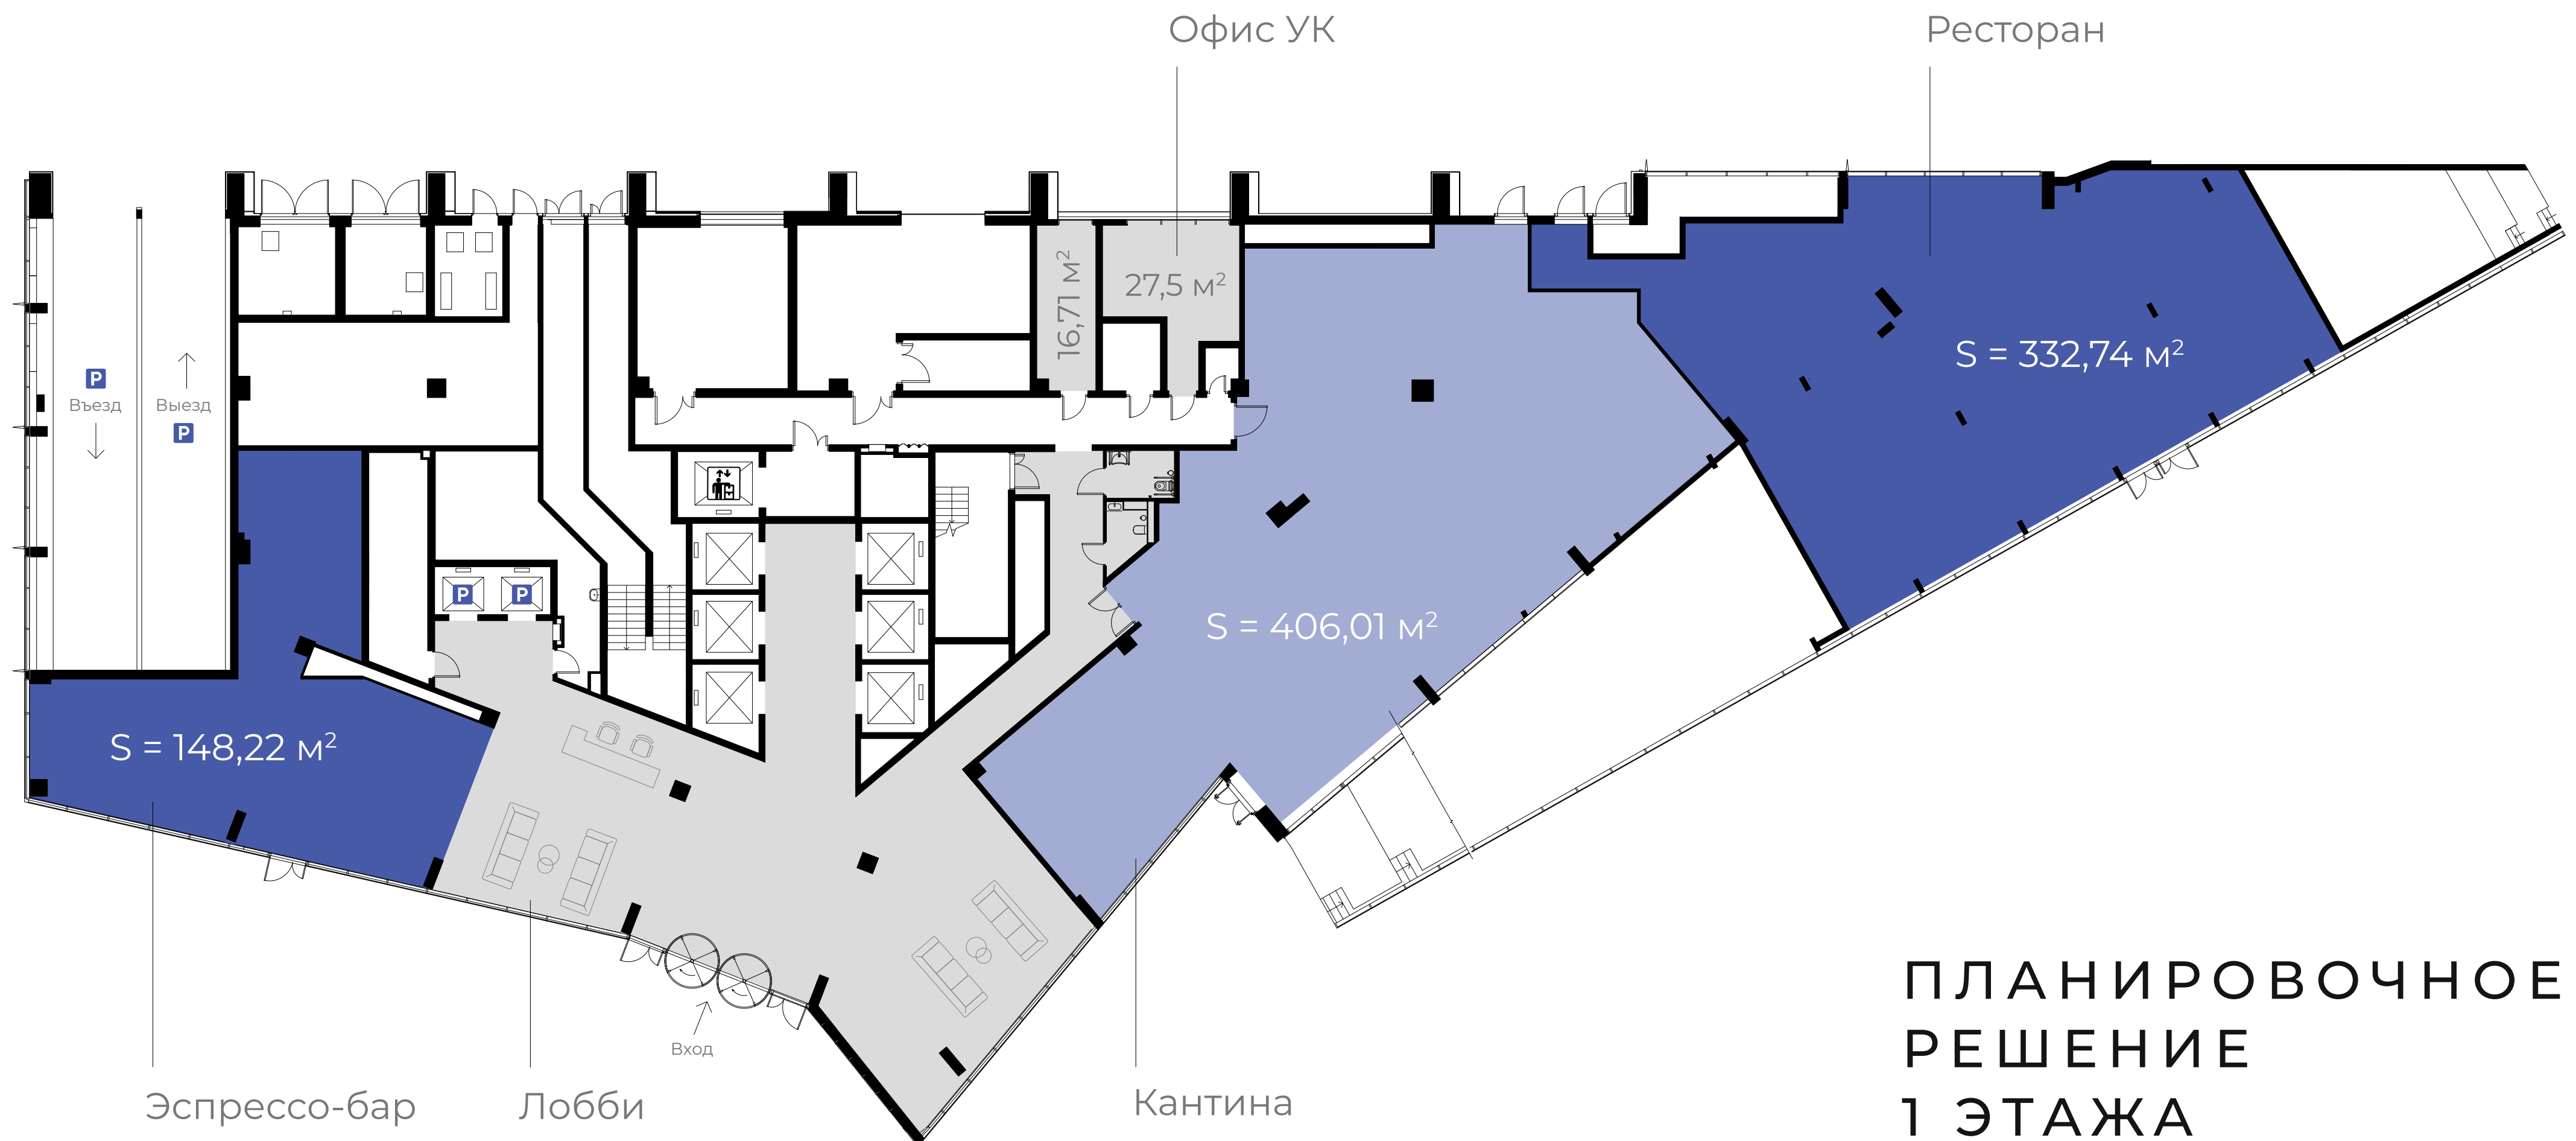 Офис УК
Ресторан
16,71 м²
27,5 м²
S = 332,74 м²
P
Въезд
Выезд
P
P
P
S = 406,01 м²
S = 148,22 м²
Вход
Эспрессо-бар
Лобби
Кантина
ПЛАНИРОВОЧНОЕ
РЕШЕНИЕ
1 ЭТАЖА